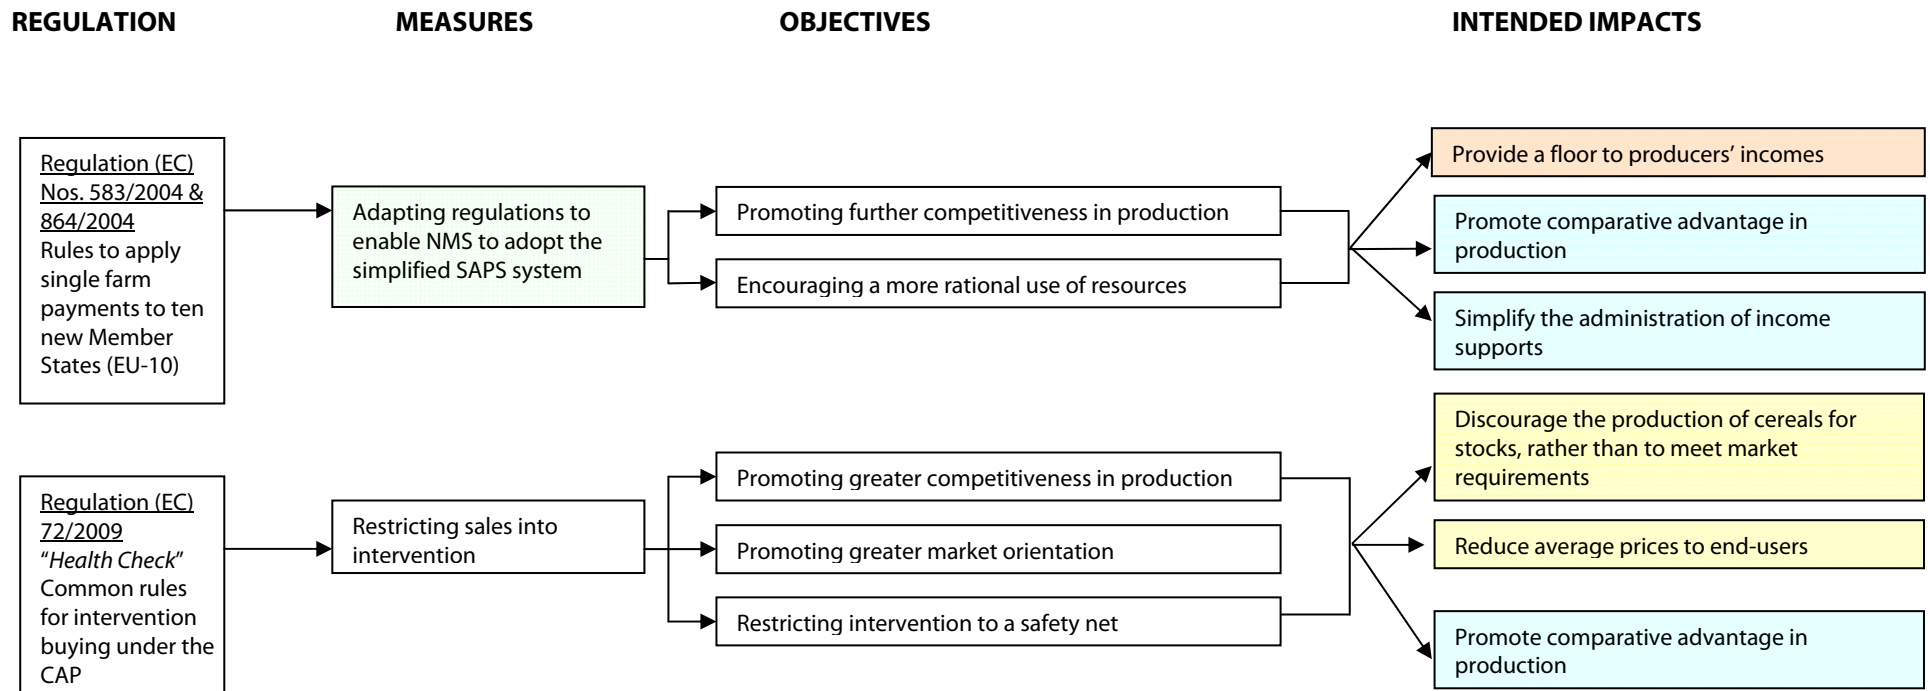 REGULATION MEASURES OBJECTIVES INTENDED IMPACTS
Regulation (EC)
Nos. 583/2004 &
864/2004
Rules to apply
single farm
payments to ten
new Member
States (EU-10)
Adapting regulations to
enable NMS to adopt the
simplified SAPS system
Promoting further competitiveness in production
Encouraging a more rational use of resources
Provide a floor to producers’ incomes
Promote comparative advantage in
production
Simplify the administration of income
supports
Regulation (EC)
72/2009
“Health Check”
Common rules
for intervention
buying under the
CAP
Restricting sales into
intervention
Promoting greater competitiveness in production
Promoting greater market orientation
Restricting intervention to a safety net
Discourage the production of cereals for
stocks, rather than to meet market
requirements
Reduce average prices to end-users
Promote comparative advantage in
production